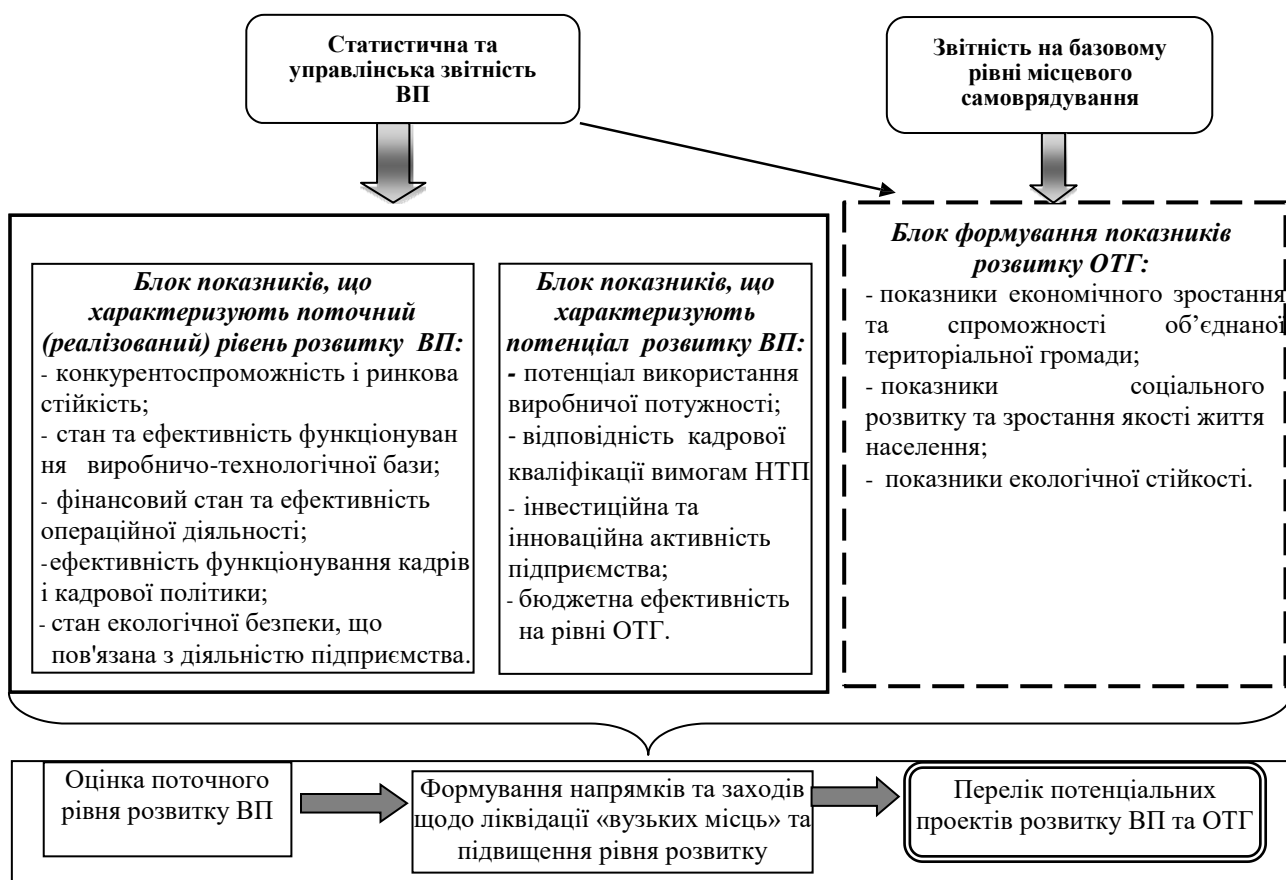 Статистична та
управлінська звітність
ВП
Звітність на базовому
рівні місцевого
самоврядування
Блок показників, що
характеризують поточний
(реалізований) рівень розвитку ВП:
- конкурентоспроможність і ринкова
стійкість;
- стан та ефективність функціонуван
ня виробничо-технологічної бази;
- фінансовий стан та ефективність
операційної діяльності;
-ефективність функціонування кадрів
і кадрової політики;
- стан екологічної безпеки, що
пов'язана з діяльністю підприємства.
Блок показників, що
характеризують
потенціал розвитку ВП:
- потенціал використання
виробничої потужності;
- відповідність кадрової
кваліфікації вимогам НТП
- інвестиційна та
інноваційна активність
підприємства;
- бюджетна ефективність
на рівні ОТГ.
Блок формування показників
розвитку ОТГ:
- показники економічного зростання
та спроможності об’єднаної
територіальної громади;
- показники соціального
розвитку та зростання якості життя
населення;
- показники екологічної стійкості.
Оцінка поточного
рівня розвитку ВП
Формування напрямків та заходів
щодо ліквідації «вузьких місць» та
підвищення рівня розвитку
Перелік потенціальних
проектів розвитку ВП та ОТГ